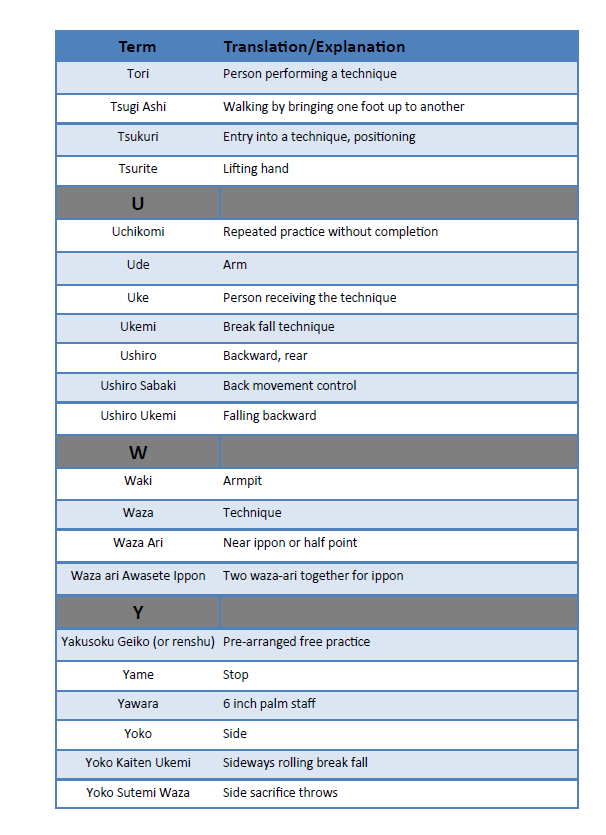 Term Translation/Explanation
Tori Person performing a technique
Tsugi Ashi Walking by bringing one foot up to another
Tsukuri Entry into a technique, positioning
Tsurite Lifting hand
U
Uchikomi Repeated practice without completion
Ude Arm
Uke Person receiving the technique
Ukemi Break fall technique
Ushiro Backward, rear
Ushiro Sabaki Back movement control
Ushiro Ukemi Falling backward
W
Waki Armpit
Waza Technique
Waza Ari Near ippon or half point
Waza ari Awasete Ippon Two waza-ari together for ippon
Y
Yakusoku Geiko (or renshu) Pre-arranged free practice
Yame Stop
Yawara 6 inch palm staff
Yoko Side
Yoko Kaiten Ukemi Sideways rolling break fall
Yoko Sutemi Waza Side sacrifice throws